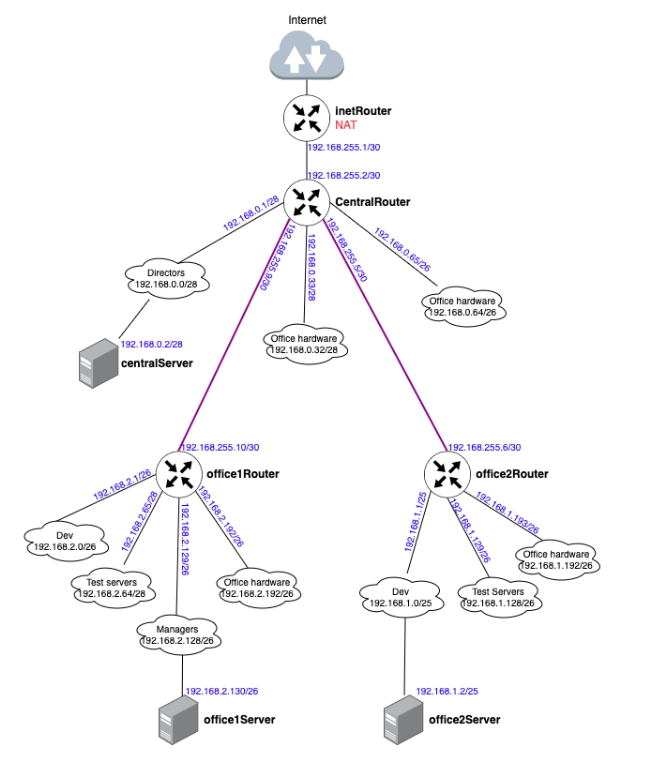 Internet
inetRouter
NAT
192.168.255.1/30
192.168.255.2/30
CentralRouter
192.168.0.1/28
192.168.255.9/30
192.168.0.33/28
192.168.255.5/30
192.168.0.65/26
Directors
192.168.0.0/28
Office hardware
192.168.0.64/26
Office hardware
192.168.0.32/28
192.168.0.2/28
centralServer
192.168.255.10/30
office1Router
192.168.255.6/30
office2Router
192.168.2.1/26
192.168.2.65/28
192.168.2.129/26
192.168.2.192/26
192.168.1.1/25
192.168.1.129/26
192.168.1.193/26
Dev
192.168.2.0/26
Test servers
192.168.2.64/28
Office hardware
192.168.2.192/26
Managers
192.168.2.128/26
Dev
192.168.1.0/25
Test Servers
192.168.1.128/26
Office hardware
192.168.1.192/26
192.168.2.130/26
office1Server
192.168.1.2/25
office2Server